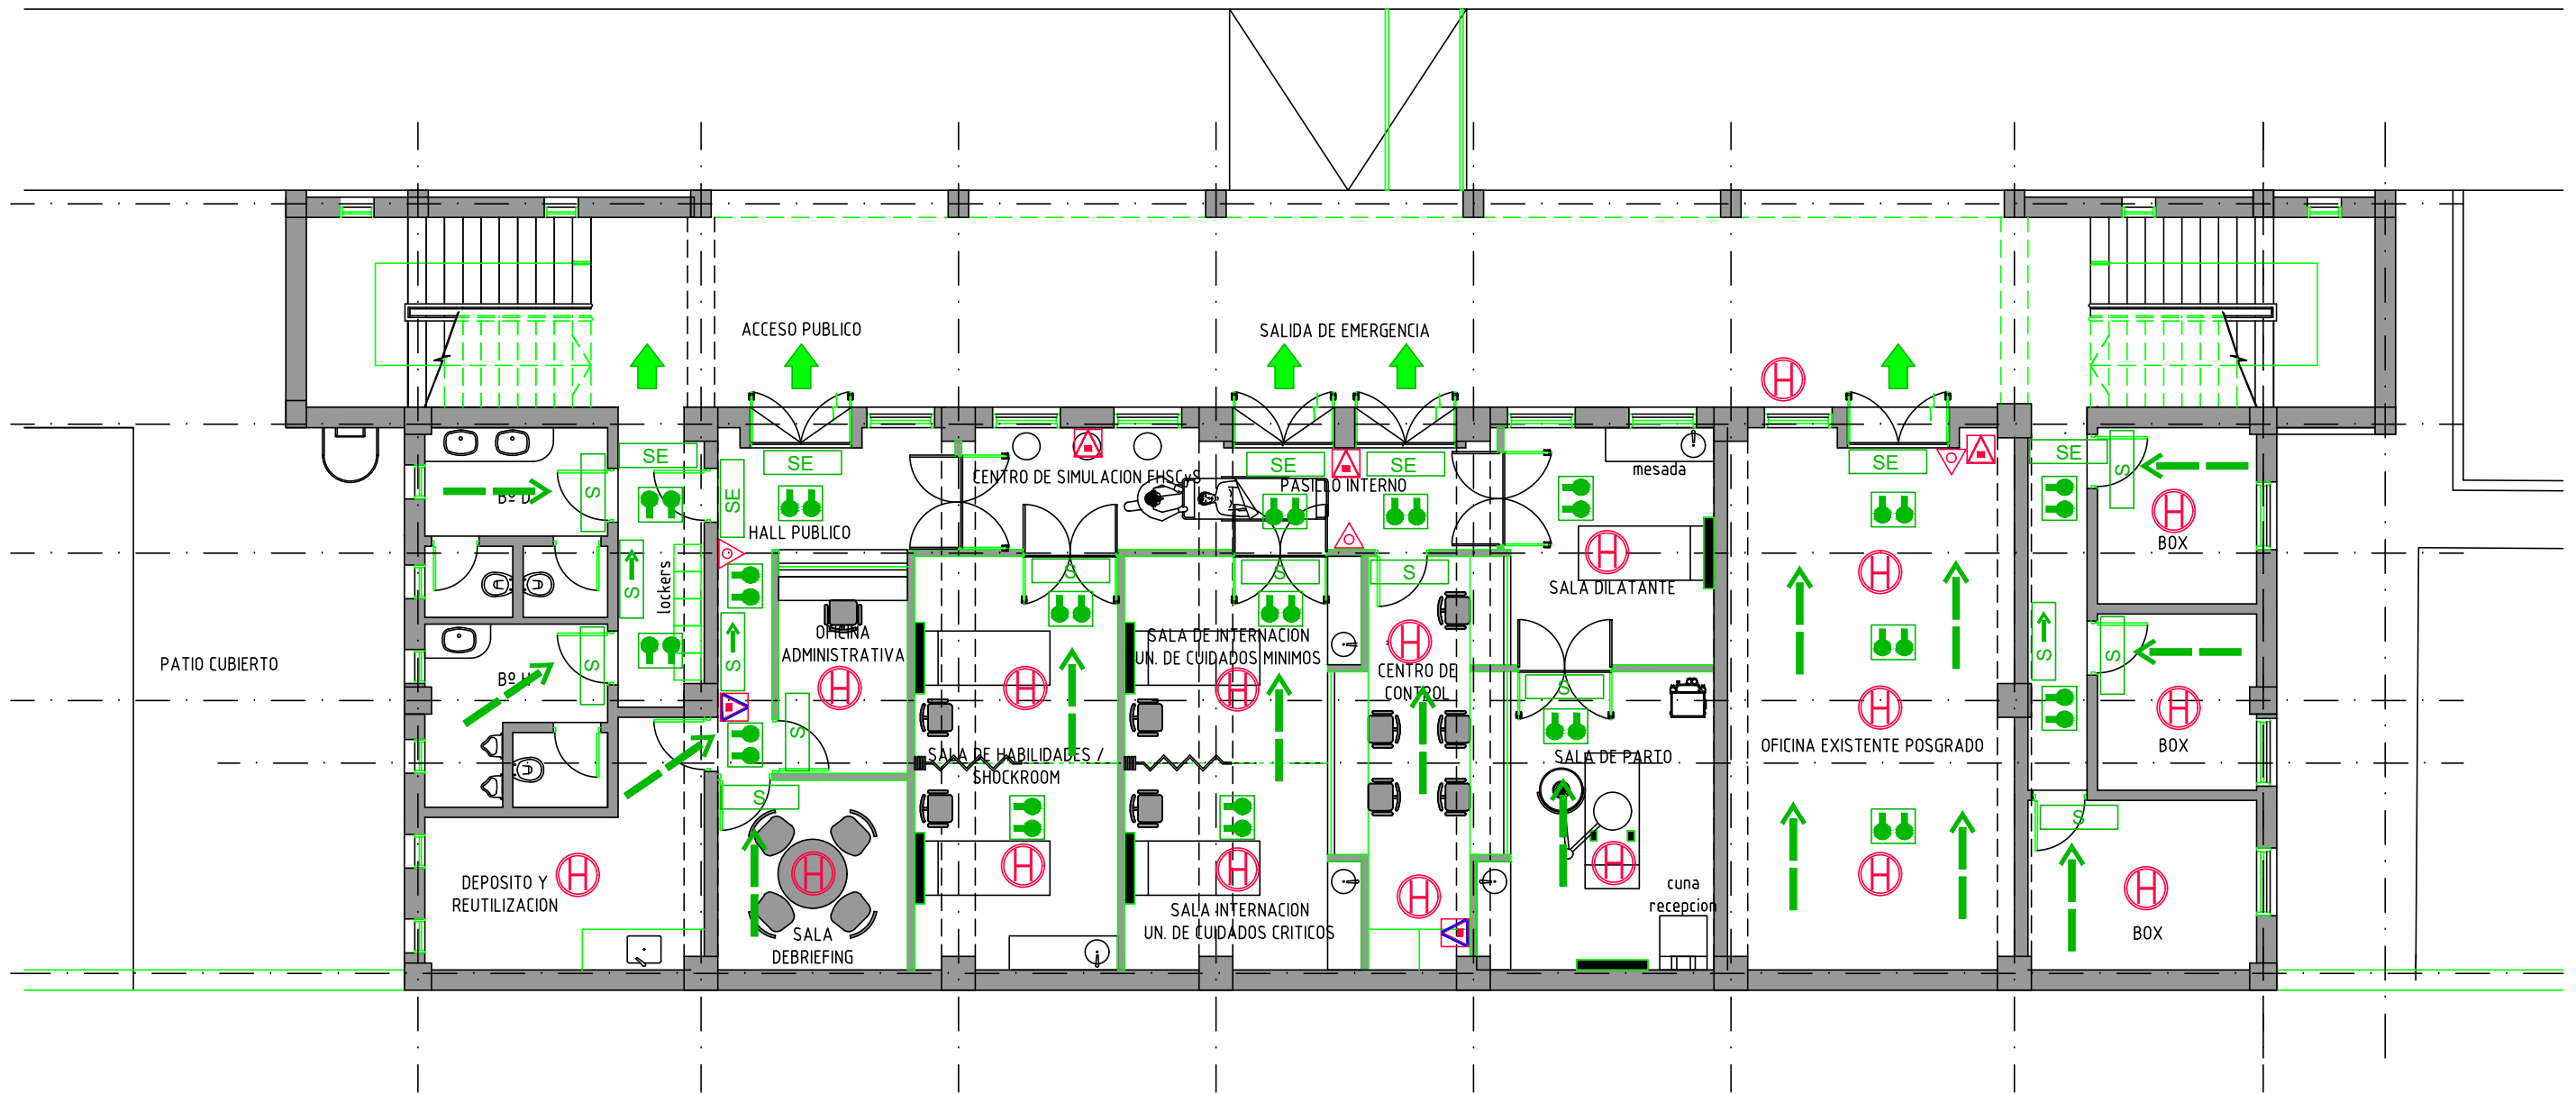 ACCESO PUBLICO
SALIDA DE EMERGENCIA
H
SE
SE
SE
SE
SE
SE
SE
S
S
Bº D
CENTRO DE SIMULACION FHSCyS
PASILLO INTERNO
mesada
HALL PUBLICO
H
H
H
BOX
S
S
S
S
lockers
SALA DILATANTE
OFICINA
ADMINISTRATIVA
SALA DE INTERNACION
UN. DE CUIDADOS MINIMOS
H
CENTRO DE
CONTROL
PATIO CUBIERTO
S
S
S
S
Bº H
H
H
H
S
H
H
S
SALA DE HABILIDADES /
SHOCKROOM
SALA DE PARTO
OFICINA EXISTENTE POSGRADO
BOX
S
S
DEPOSITO Y
REUTILIZACION
H
H
H
H
H
H
H
H
cuna
recepcion
SALA
DEBRIEFING
SALA INTERNACION
UN. DE CUIDADOS CRITICOS
BOX